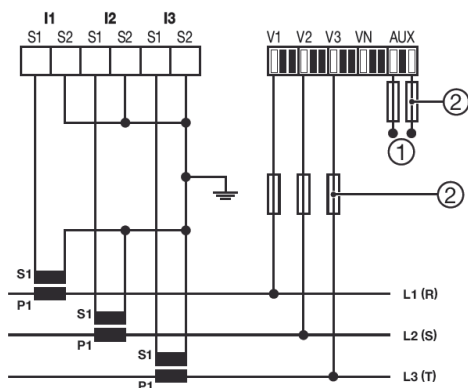 I1 I2 I3
S1 S2 S1 S2 S1 S2
V1 V2 V3 VN AUX
2
1
2
S1
P1
L1 (R)
S1
P1
L2 (S)
S1
P1
L3 (T)